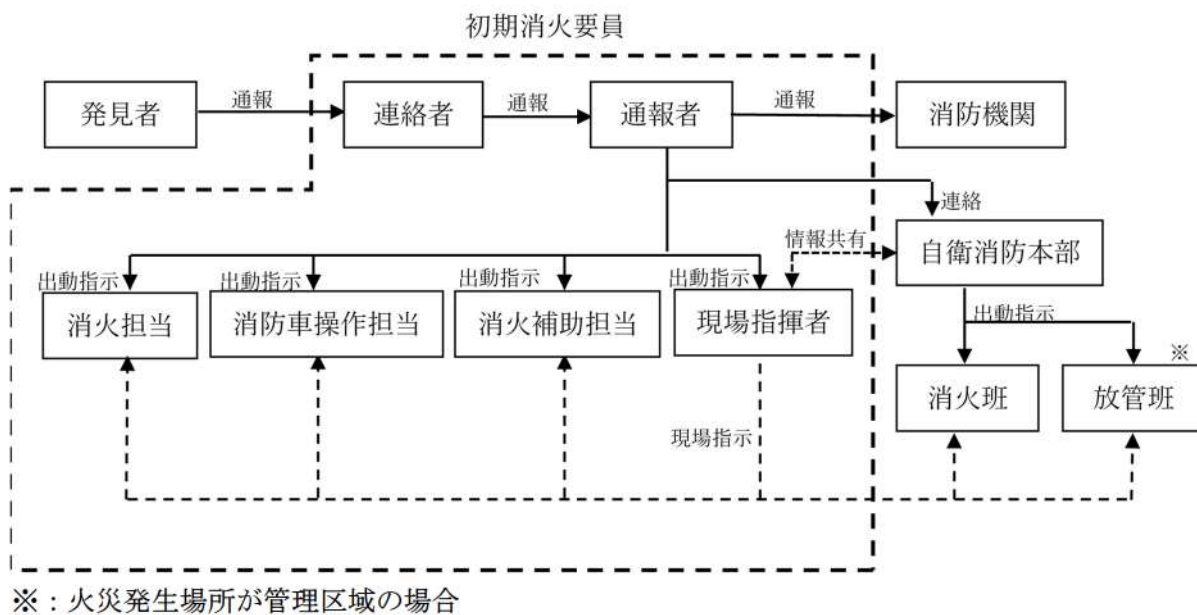 初期消火要員
発見者
通報
連絡者
通報
通報者
通報
消防機関
連絡
情報共有
自衛消防本部
出動指示
出動指示
出動指示
出動指示
消火担当
消防車操作担当
消火補助担当
現場指揮者
出動指示
※
消火班
放管班
現場指示
※：火災発生場所が管理区域の場合